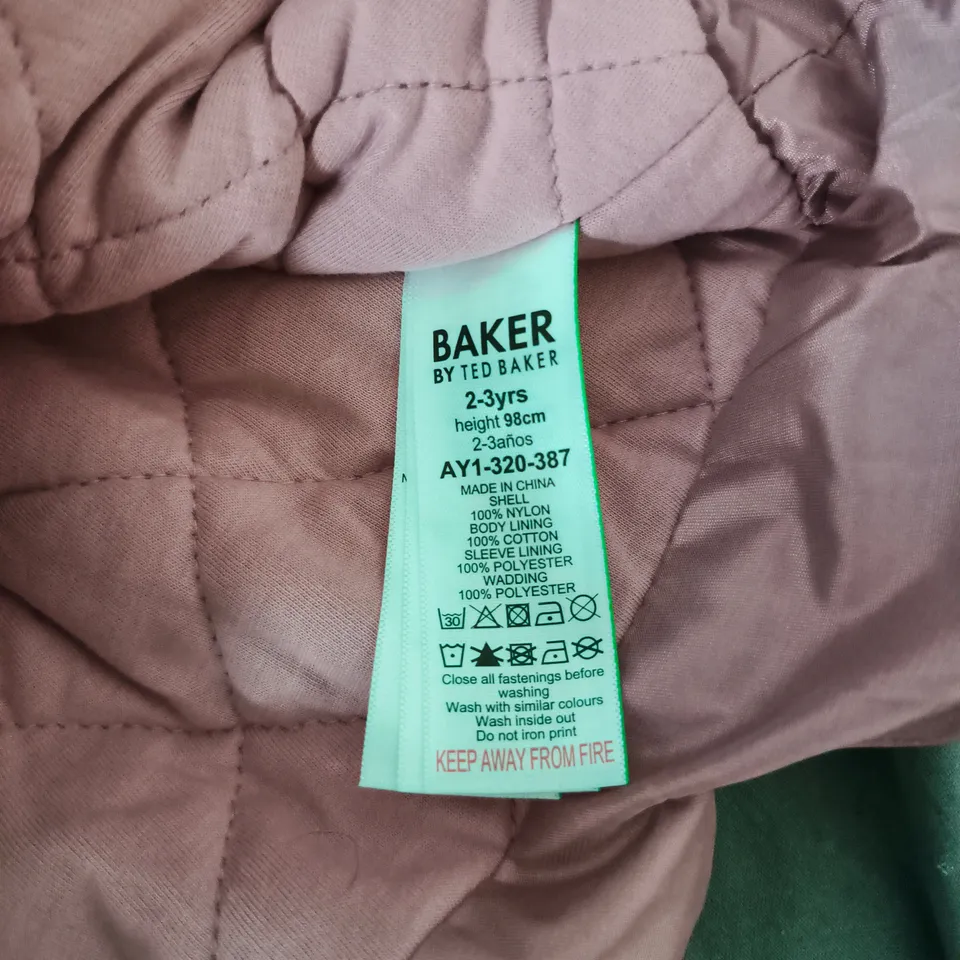 BAKER
BY TED BAKER
2-3yrs
height 98cm
2-3años
AY1-320-387
MADE IN CHINA
SHELL
100% NYLON
BODY LINING
100% COTTON
SLEEVE LINING
100% POLYESTER
WADDING
100% POLYESTER
30
Close all fastenings before
washing
Wash with similar colours
Wash inside out
Do not iron print
KEEP AWAY FROM FIRE